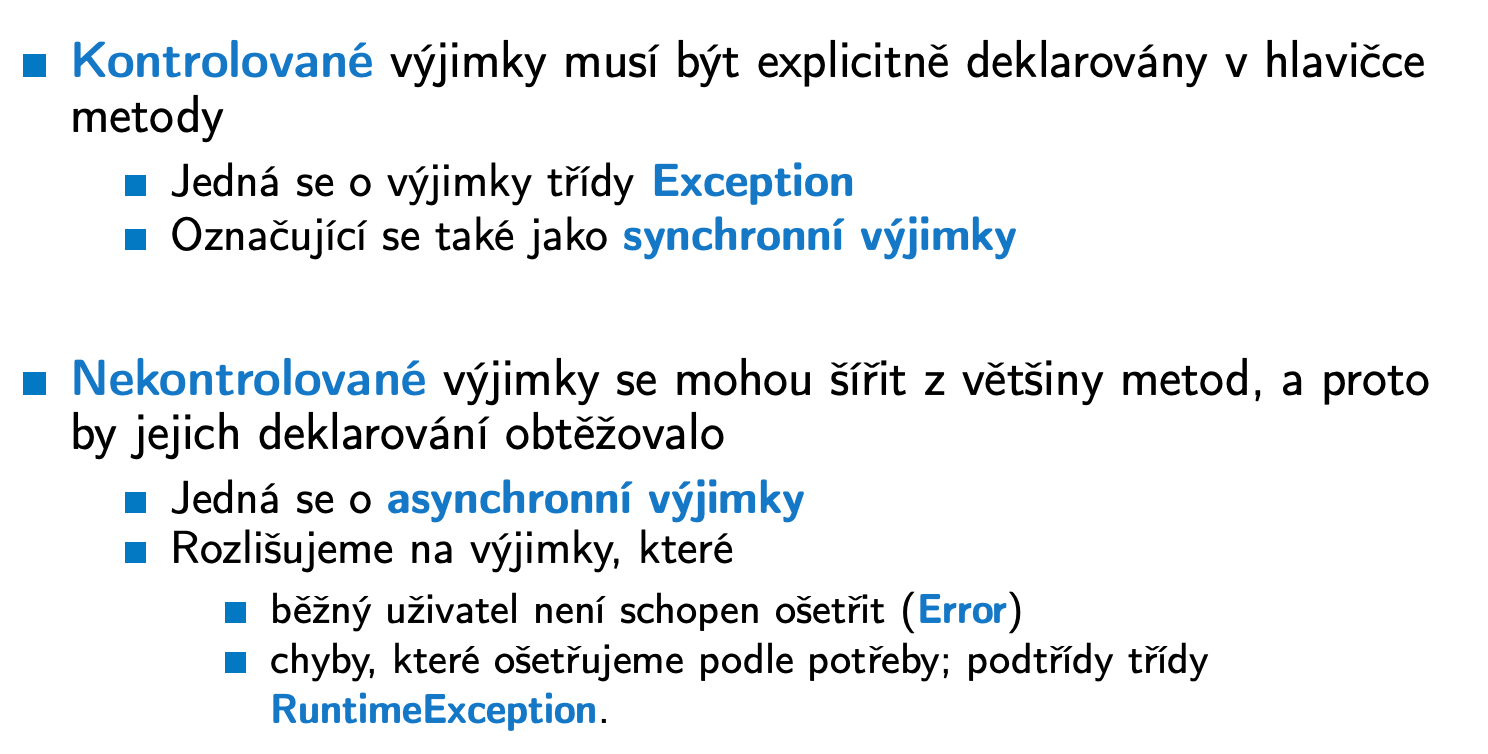 Kontrolované výjimky musí být explicitně deklarovány v hlavičce
metody
Jedná se o výjimky třídy Exception
Označující se také jako synchronní výjimky
Nekontrolované výjimky se mohou šířit z většiny metod, a proto
by jejich deklarování obtěžovalo
Jedná se o asynchronní výjimky
Rozlišujeme na výjimky, které
běžný uživatel není schopen ošetřit (Error)
chyby, které ošetřujeme podle potřeby; podtřídy třídy
RuntimeException.